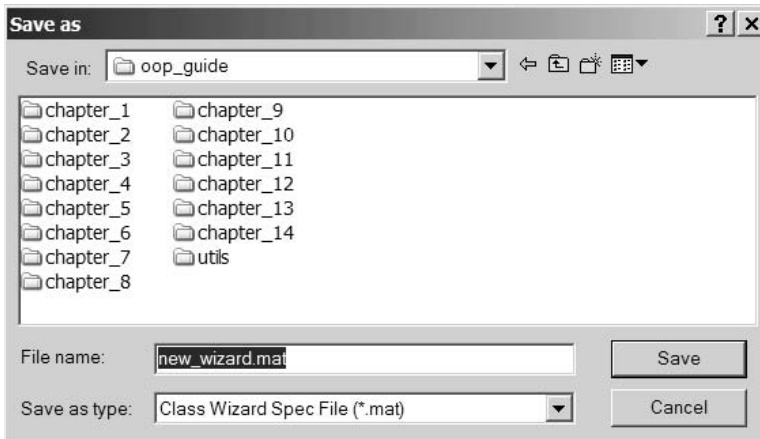 Save as
Save in: oop_guide
chapter_1
chapter_2
chapter_3
chapter_4
chapter_5
chapter_6
chapter_7
chapter_8
chapter_9
chapter_10
chapter_11
chapter_12
chapter_13
chapter_14
utils
File name: new_wizard.mat Save
Save as type: Class Wizard Spec File (*.mat) Cancel